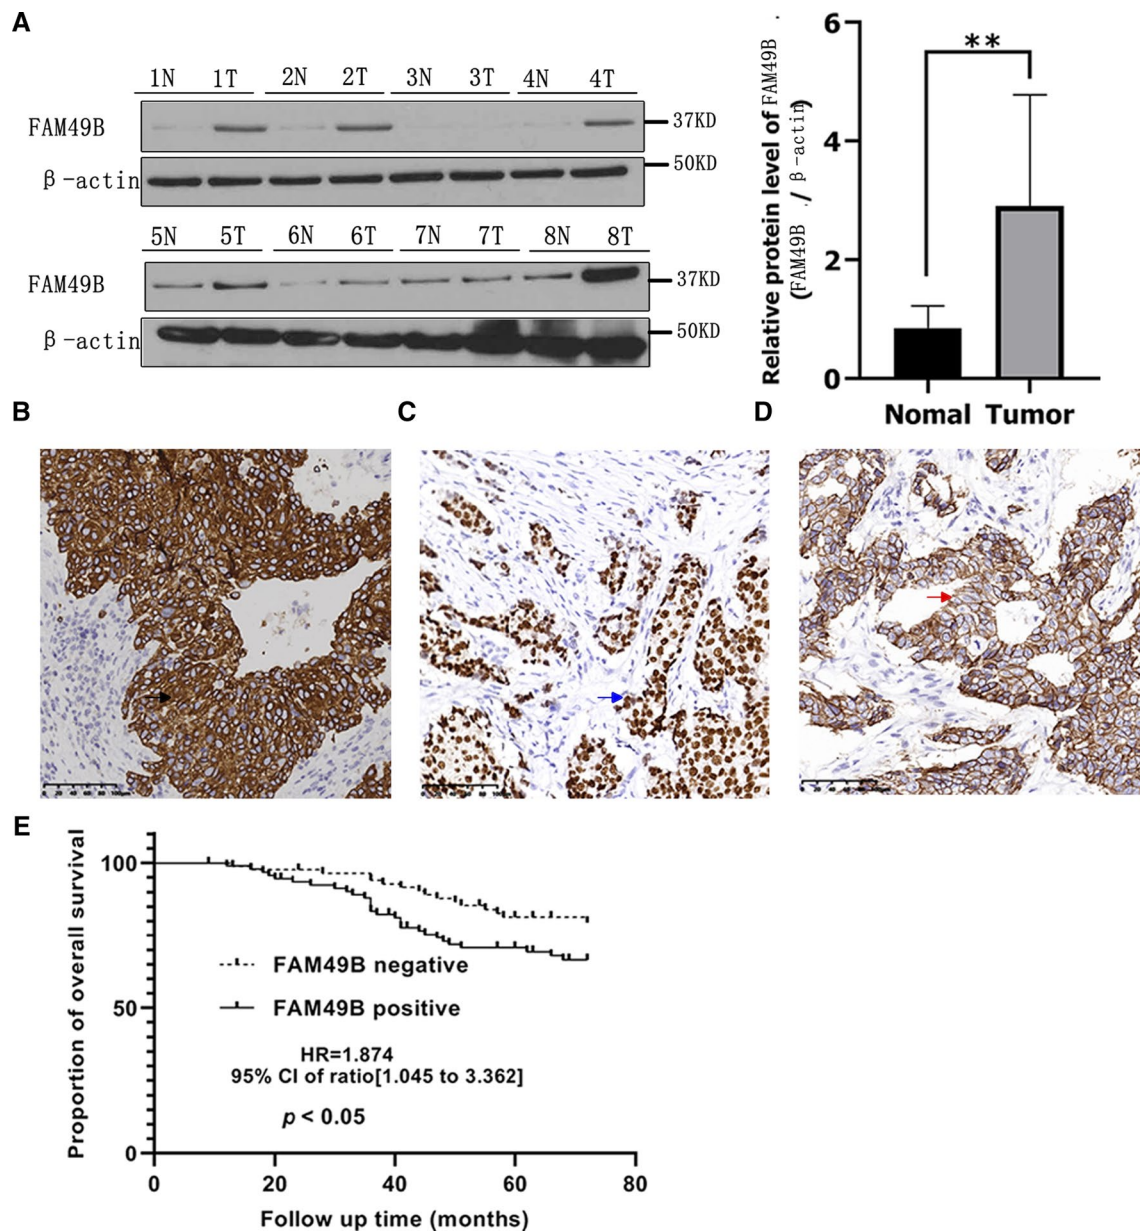 A
1N 1T 2N 2T 3N 3T 4N 4T
FAM49B
37KD
50KD
β-actin
5N 5T 6N 6T 7N 7T 8N 8T
FAM49B
37KD
50KD
β-actin
Relative protein level of FAM49B
(FAM49B / β-actin)
6
4
2
0
**
Nomal Tumor
B
C
D
E
Proportion of overall survival
100
50
0
FAM49B negative
FAM49B positive
HR=1.874
95% CI of ratio[1.045 to 3.362]
p < 0.05
0 20 40 60 80
Follow up time (months)